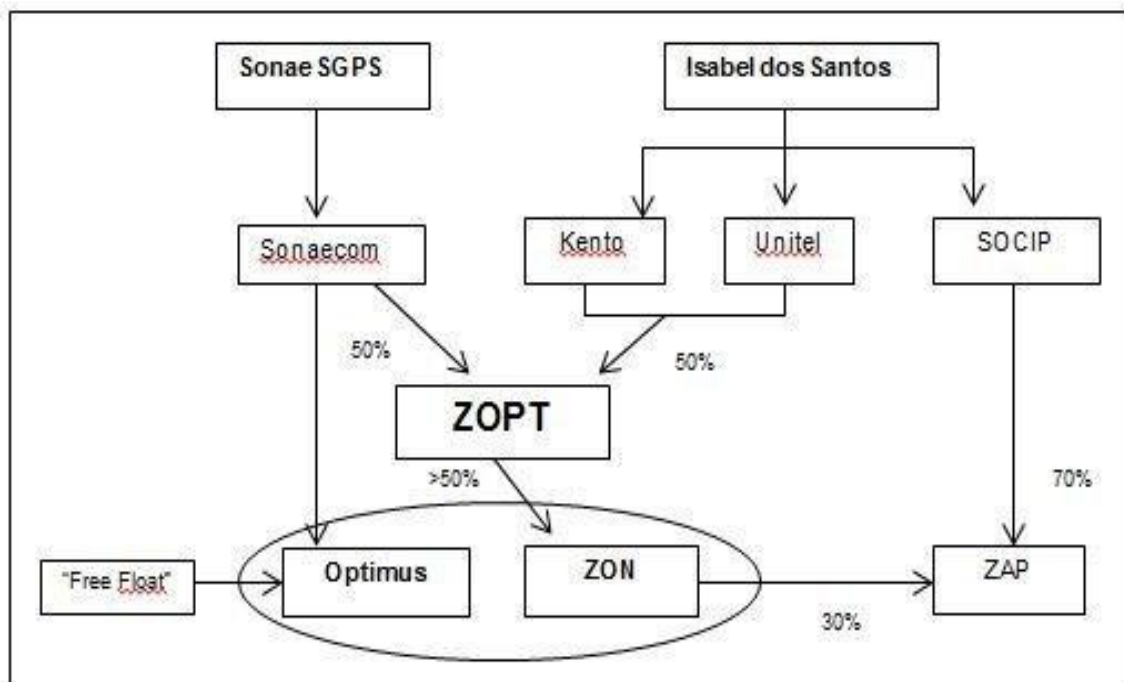 Sonae SGPS
Isabel dos Santos
Sonaecom
Kento
Unitel
SOCIP
50%
50%
ZOPT
>50%
70%
"Free Float"
Optimus
ZON
ZAP
30%